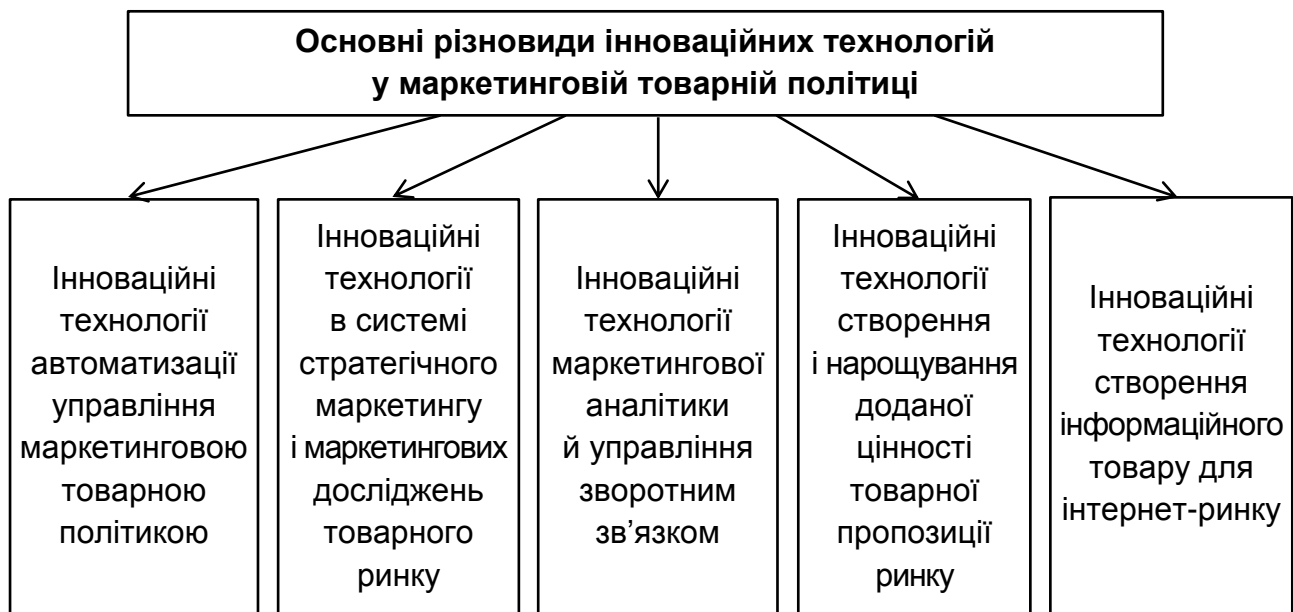 Основні різновиди інноваційних технологій
у маркетинговій товарній політиці
Інноваційні
технології
автоматизації
управління
маркетинговою
товарною
політикою
Інноваційні
технології
в системі
стратегічного
маркетингу
і маркетингових
досліджень
товарного
ринку
Інноваційні
технології
маркетингової
аналітики
й управління
зворотним
зв’язком
Інноваційні
технології
створення
і нарощування
доданої
цінності
товарної
пропозиції
ринку
Інноваційні
технології
створення
інформаційного
товару для
інтернет-ринку